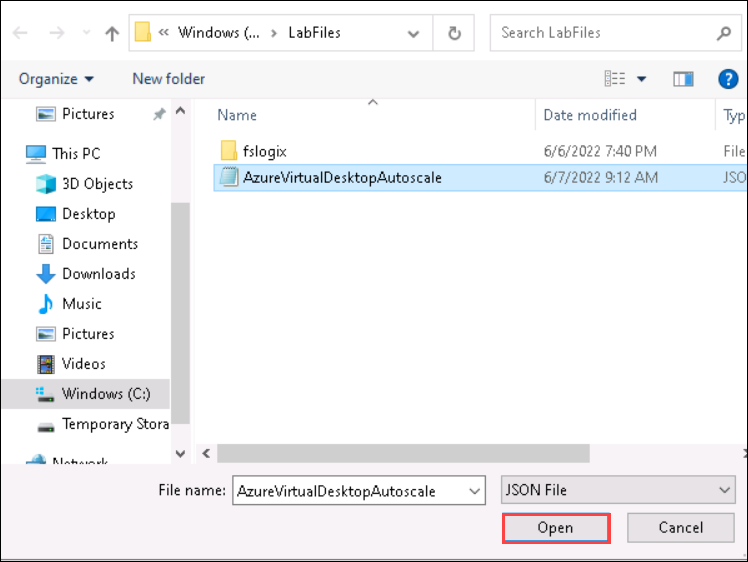 « Windows (... > LabFiles
Search LabFiles
Organize New folder
?
Name Date modified Typ
Pictures
This PC
3D Objects
Desktop
Documents
Downloads
Music
Pictures
Videos
Windows (C:)
Temporary Stora
Network
fslogix 6/6/2022 7:40 PM File
AzureVirtualDesktopAutoscale 6/7/2022 9:12 AM JSO
File name: AzureVirtualDesktopAutoscale JSON File
Open Cancel